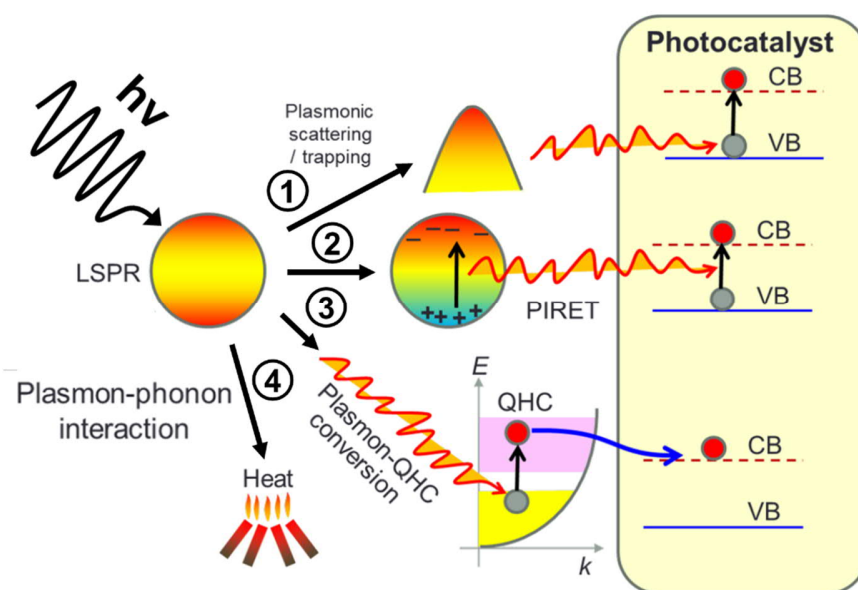 Photocatalyst
hv
Plasmonic
scattering
/ trapping
CB
VB
1
2
LSPR
− − − −
+ + + +
PIRET
CB
VB
3
4
Plasmon-phonon
interaction
Heat
Plasmon-QHC
conversion
E
QHC
k
CB
VB